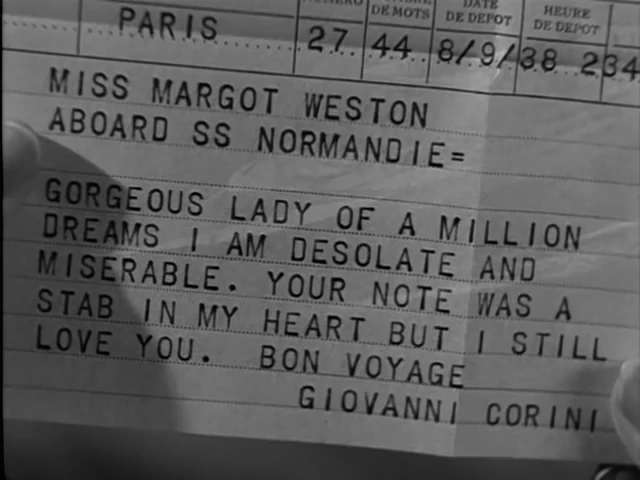 DE MOTS DATE DE DEPOT HEURE DE DEPOT
PARIS 27 44 8/9/38 234
MISS MARGOT WESTON
ABOARD SS NORMANDIE=
GORGEOUS LADY OF A MILLION
DREAMS I AM DESOLATE AND
MISERABLE. YOUR NOTE WAS A
STAB IN MY HEART BUT I STILL
LOVE YOU. BON VOYAGE
GIOVANNI CORINI